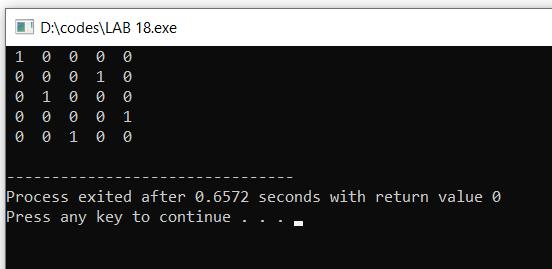 D:\codes\LAB 18.exe
1 0 0 0 0
0 0 0 1 0
0 1 0 0 0
0 0 0 0 1
0 0 1 0 0
--------------------------------
Process exited after 0.6572 seconds with return value 0
Press any key to continue . . .